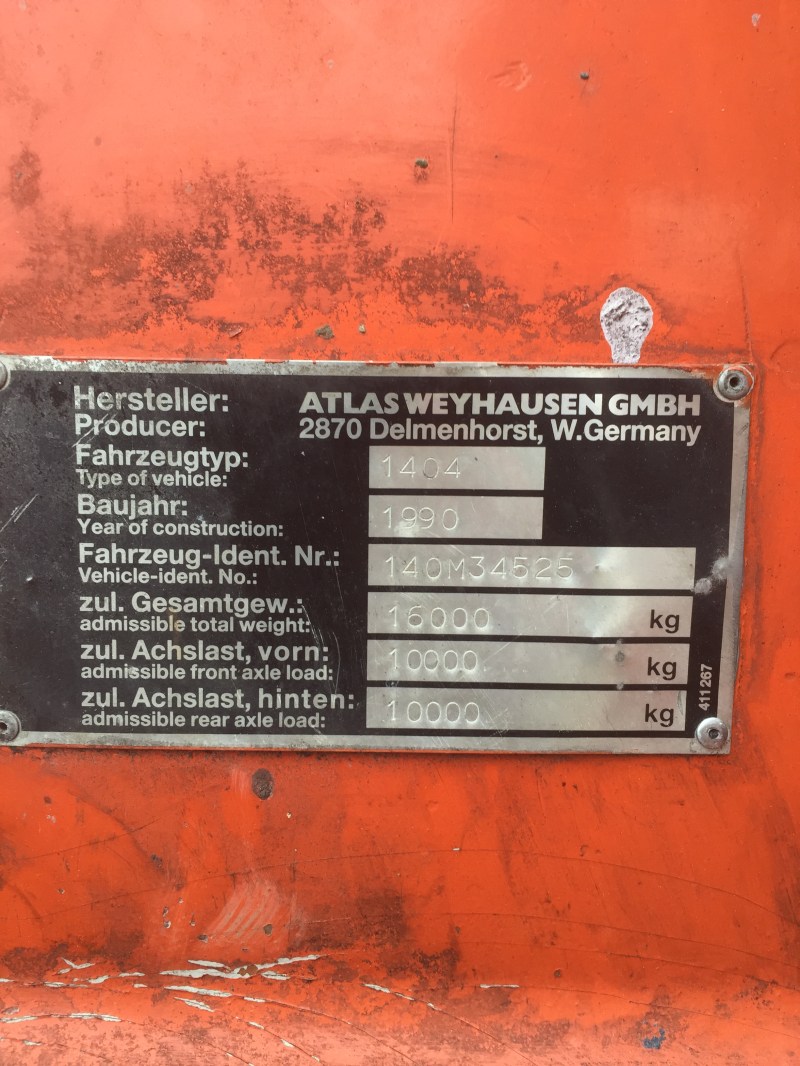 Hersteller: ATLAS WEYHAUSEN GMBH
Producer: 2870 Delmenhorst, W.Germany
Fahrzeugtyp:
Type of vehicle: 1404
Baujahr:
Year of construction: 1990
Fahrzeug-Ident. Nr.:
Vehicle-ident. No.: 140M34525
zul. Gesamtgew.:
admissible total weight: 16000 kg
zul. Achslast, vorn:
admissible front axle load: 10000 kg
zul. Achslast, hinten:
admissible rear axle load: 10000 kg
411267